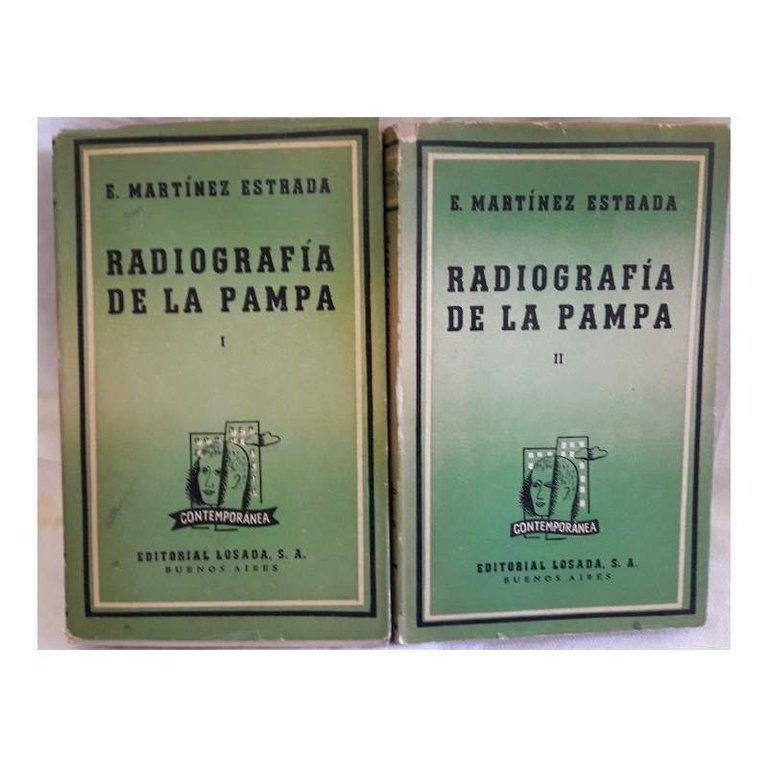 E. MARTÍNEZ ESTRADA
RADIOGRAFÍA
DE LA PAMPA
I
CONTEMPORÁNEA
EDITORIAL LOSADA, S. A.
BUENOS AIRES
E. MARTÍNEZ ESTRADA
RADIOGRAFÍA
DE LA PAMPA
II
CONTEMPORÁNEA
EDITORIAL LOSADA, S. A.
BUENOS AIRES